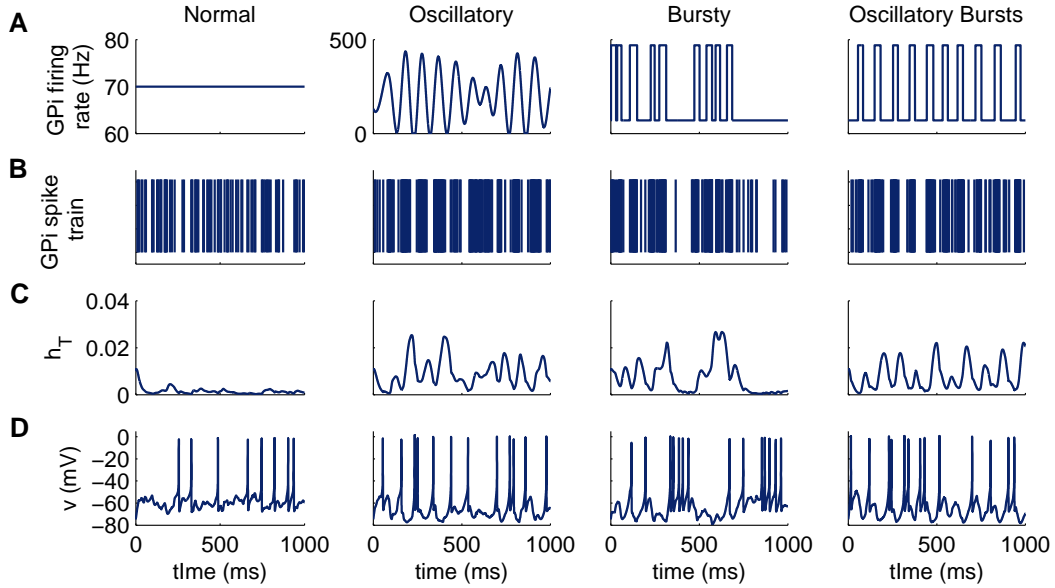 Normal
Oscillatory
Bursty
Oscillatory Bursts
A
GPi firing
rate (Hz)
80
70
60
500
0
B
GPi spike
train
C
h_T
0.04
0.02
0
D
v (mV)
0
−20
−40
−60
−80
0 500 1000
0 500 1000
0 500 1000
0 500 1000
tIme (ms)
time (ms)
time (ms)
tIme (ms)